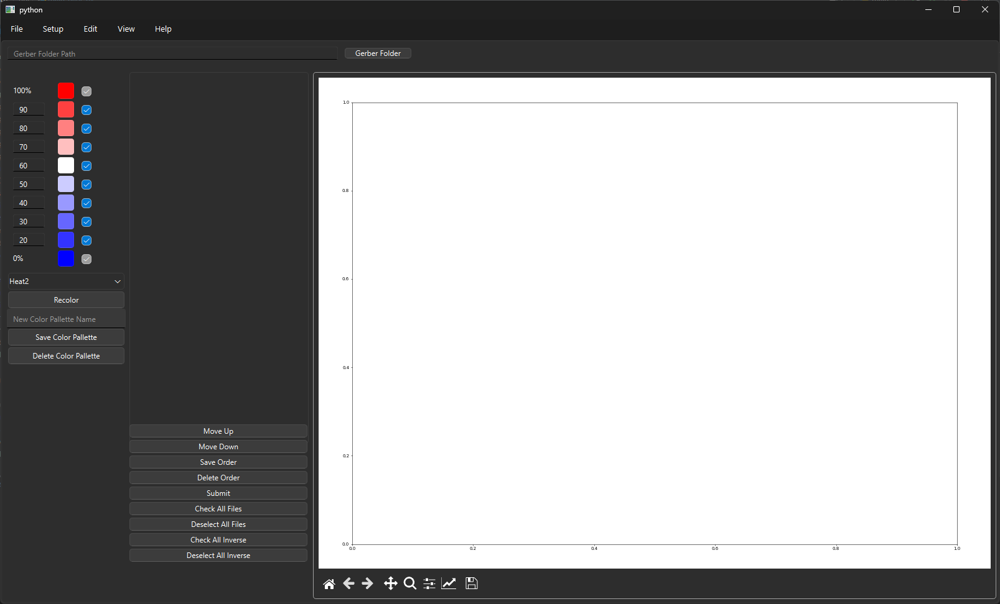 python
File Setup Edit View Help
Gerber Folder Path
Gerber Folder
100%
90
80
70
60
50
40
30
20
0%
Heat2
Recolor
New Color Pallette Name
Save Color Pallette
Delete Color Pallette
Move Up
Move Down
Save Order
Delete Order
Submit
Check All Files
Deselect All Files
Check All Inverse
Deselect All Inverse
1.0
0.8
0.6
0.4
0.2
0.0
0.0 0.2 0.4 0.6 0.8 1.0